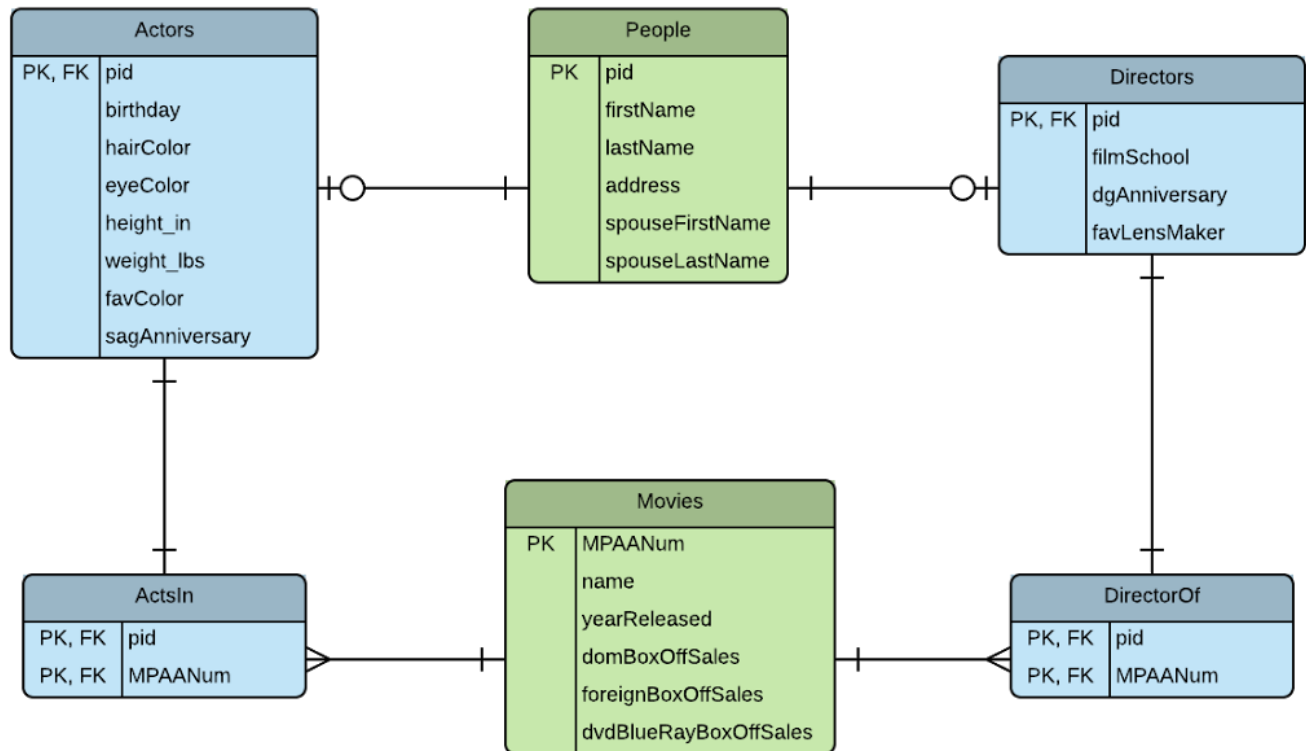 Actors
PK, FK pid
birthday
hairColor
eyeColor
height_in
weight_lbs
favColor
sagAnniversary
People
PK pid
firstName
lastName
address
spouseFirstName
spouseLastName
Directors
PK, FK pid
filmSchool
dgAnniversary
favLensMaker
ActsIn
PK, FK pid
PK, FK MPAANum
Movies
PK MPAANum
name
yearReleased
domBoxOffSales
foreignBoxOffSales
dvdBlueRayBoxOffSales
DirectorOf
PK, FK pid
PK, FK MPAANum